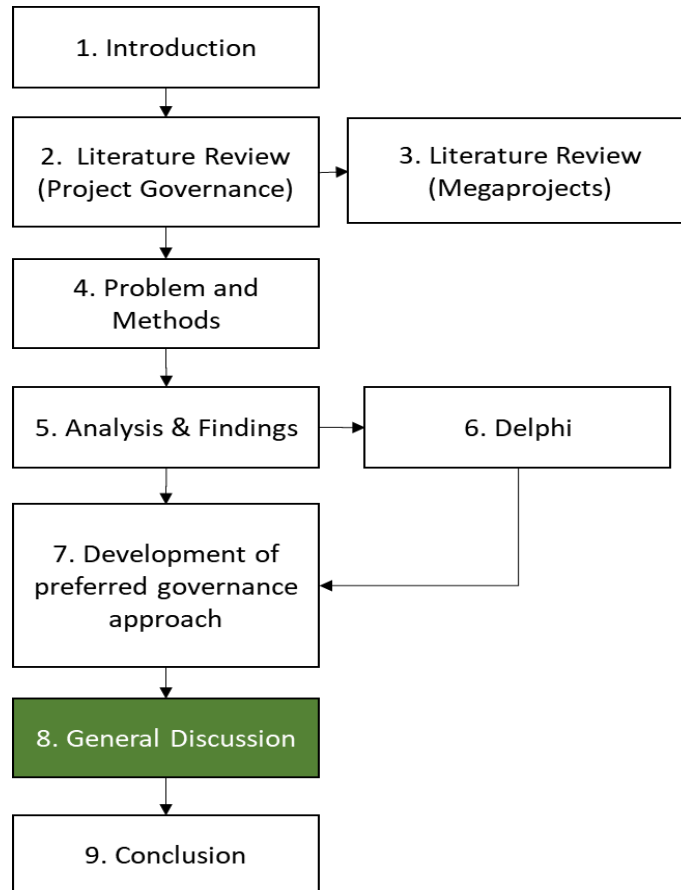 1. Introduction
2. Literature Review
(Project Governance)
3. Literature Review
(Megaprojects)
4. Problem and
Methods
5. Analysis & Findings
6. Delphi
7. Development of
preferred governance
approach
8. General Discussion
9. Conclusion